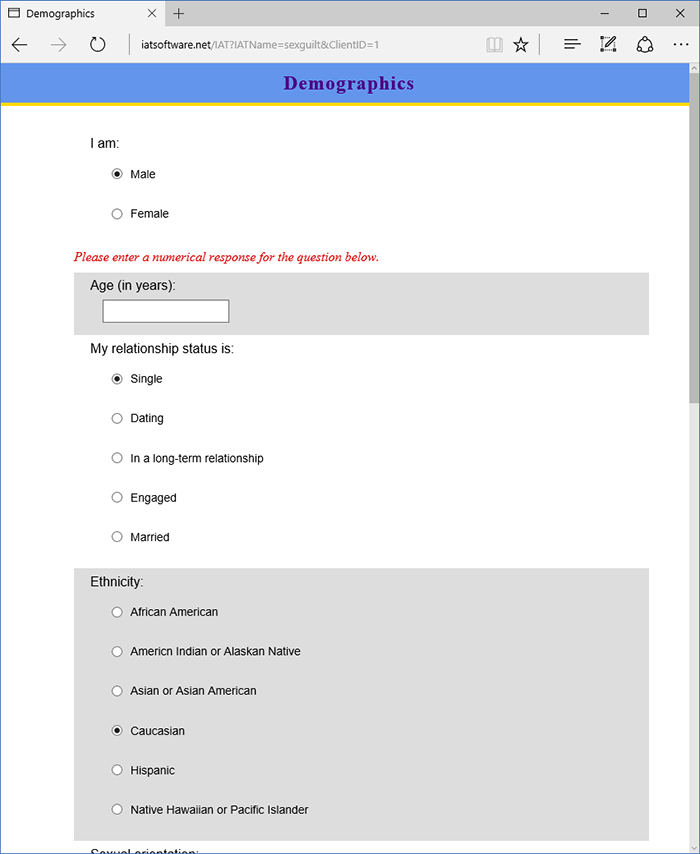 Demographics
iatsoftware.net/IAT?IATName=sexguilt&ClientID=1
Demographics
I am:
Male
Female
Please enter a numerical response for the question below.
Age (in years):
My relationship status is:
Single
Dating
In a long-term relationship
Engaged
Married
Ethnicity:
African American
Americn Indian or Alaskan Native
Asian or Asian American
Caucasian
Hispanic
Native Hawaiian or Pacific Islander
Sexual orientation: